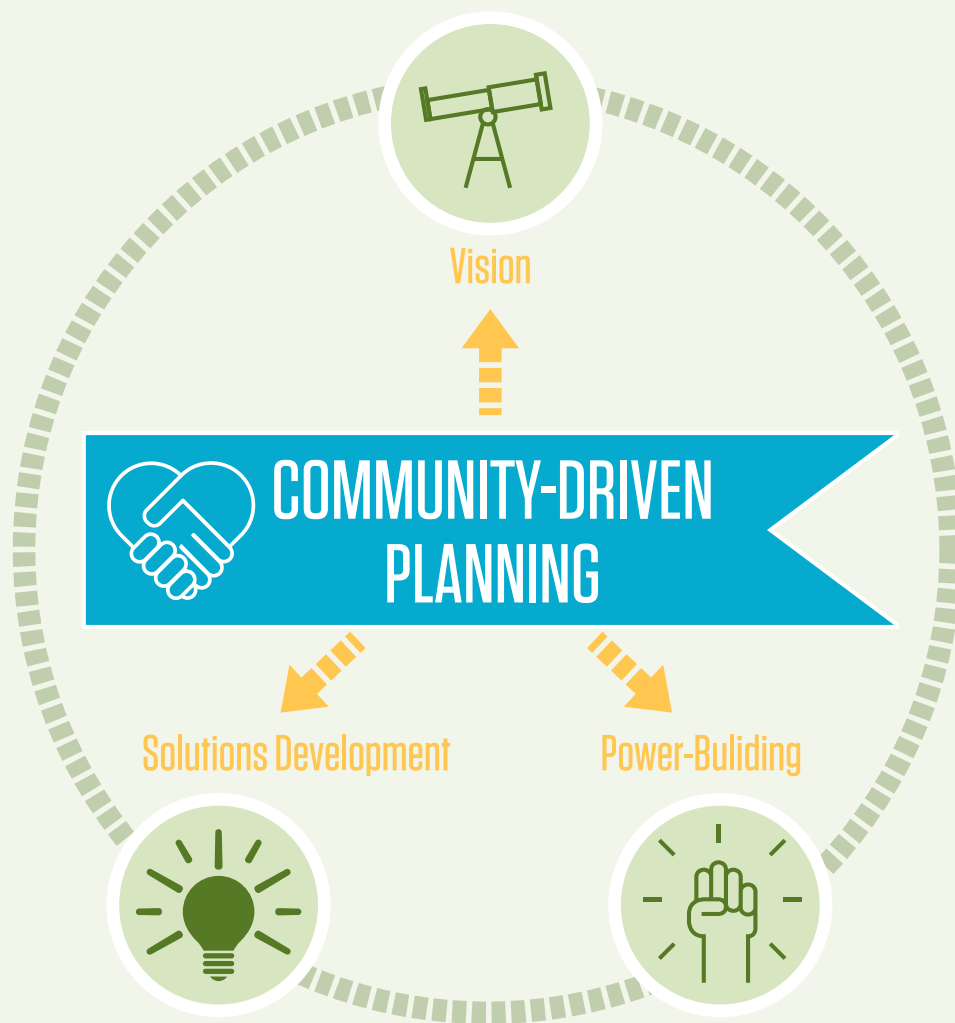 Vision
COMMUNITY-DRIVEN
PLANNING
Solutions Development
Power-Buliding